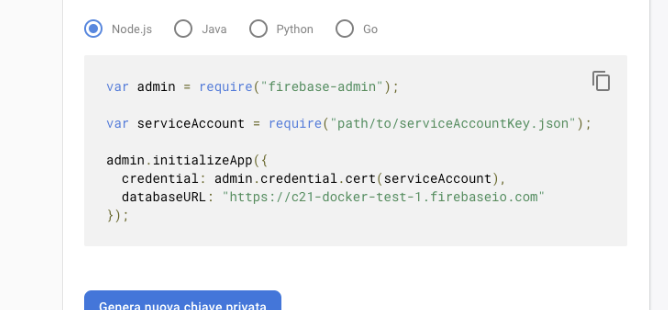 Node.js Java Python Go
var admin = require("firebase-admin");
var serviceAccount = require("path/to/serviceAccountKey.json");
admin.initializeApp({
  credential: admin.credential.cert(serviceAccount),
  databaseURL: "https://c21-docker-test-1.firebaseio.com"
});
Genera nuova chiave privata